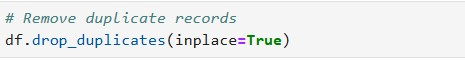 # Remove duplicate records
df.drop_duplicates(inplace=True)